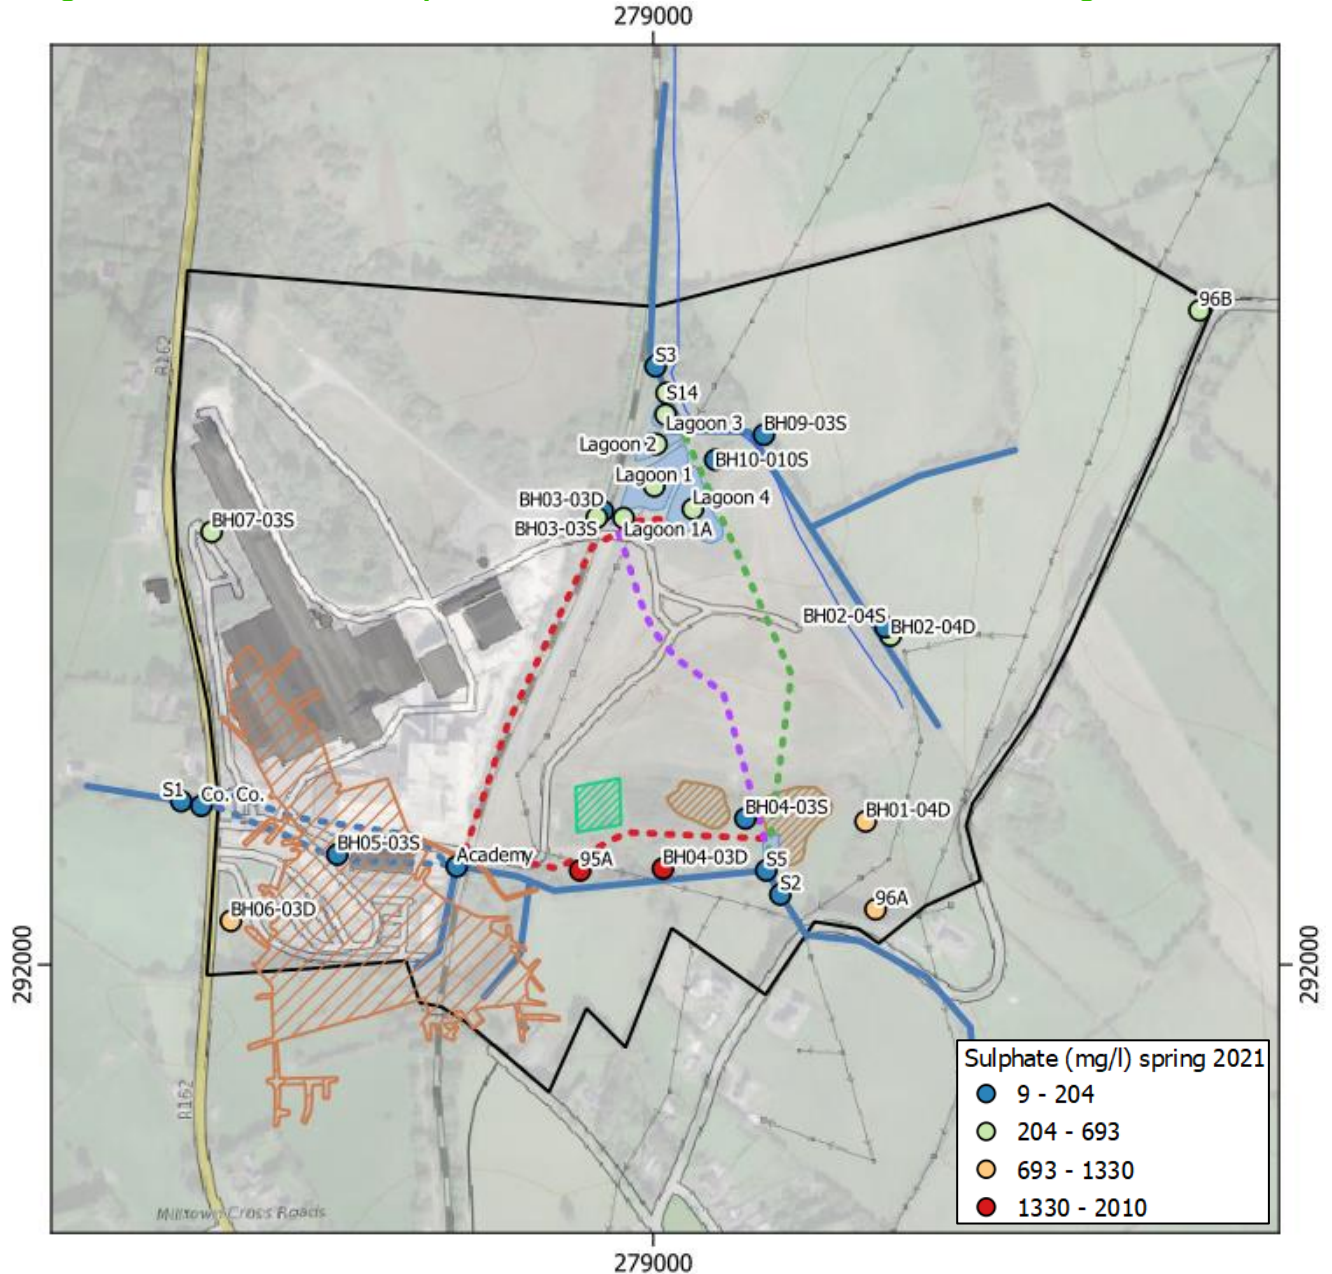 279000
96B
R162
S3
S14
Lagoon 3
BH09-03S
Lagoon 2
BH10-010S
Lagoon 1
BH03-03D
Lagoon 4
BH07-03S
BH03-03S
Lagoon 1A
BH02-04S
BH02-04D
S1
Co. Co.
BH04-03S
BH01-04D
BH05-03S
Academy
95A
BH04-03D
S5
S2
96A
BH06-03D
292000
292000
R162
Milltown Cross Roads
Sulphate (mg/l) spring 2021
9 - 204
204 - 693
693 - 1330
1330 - 2010
279000